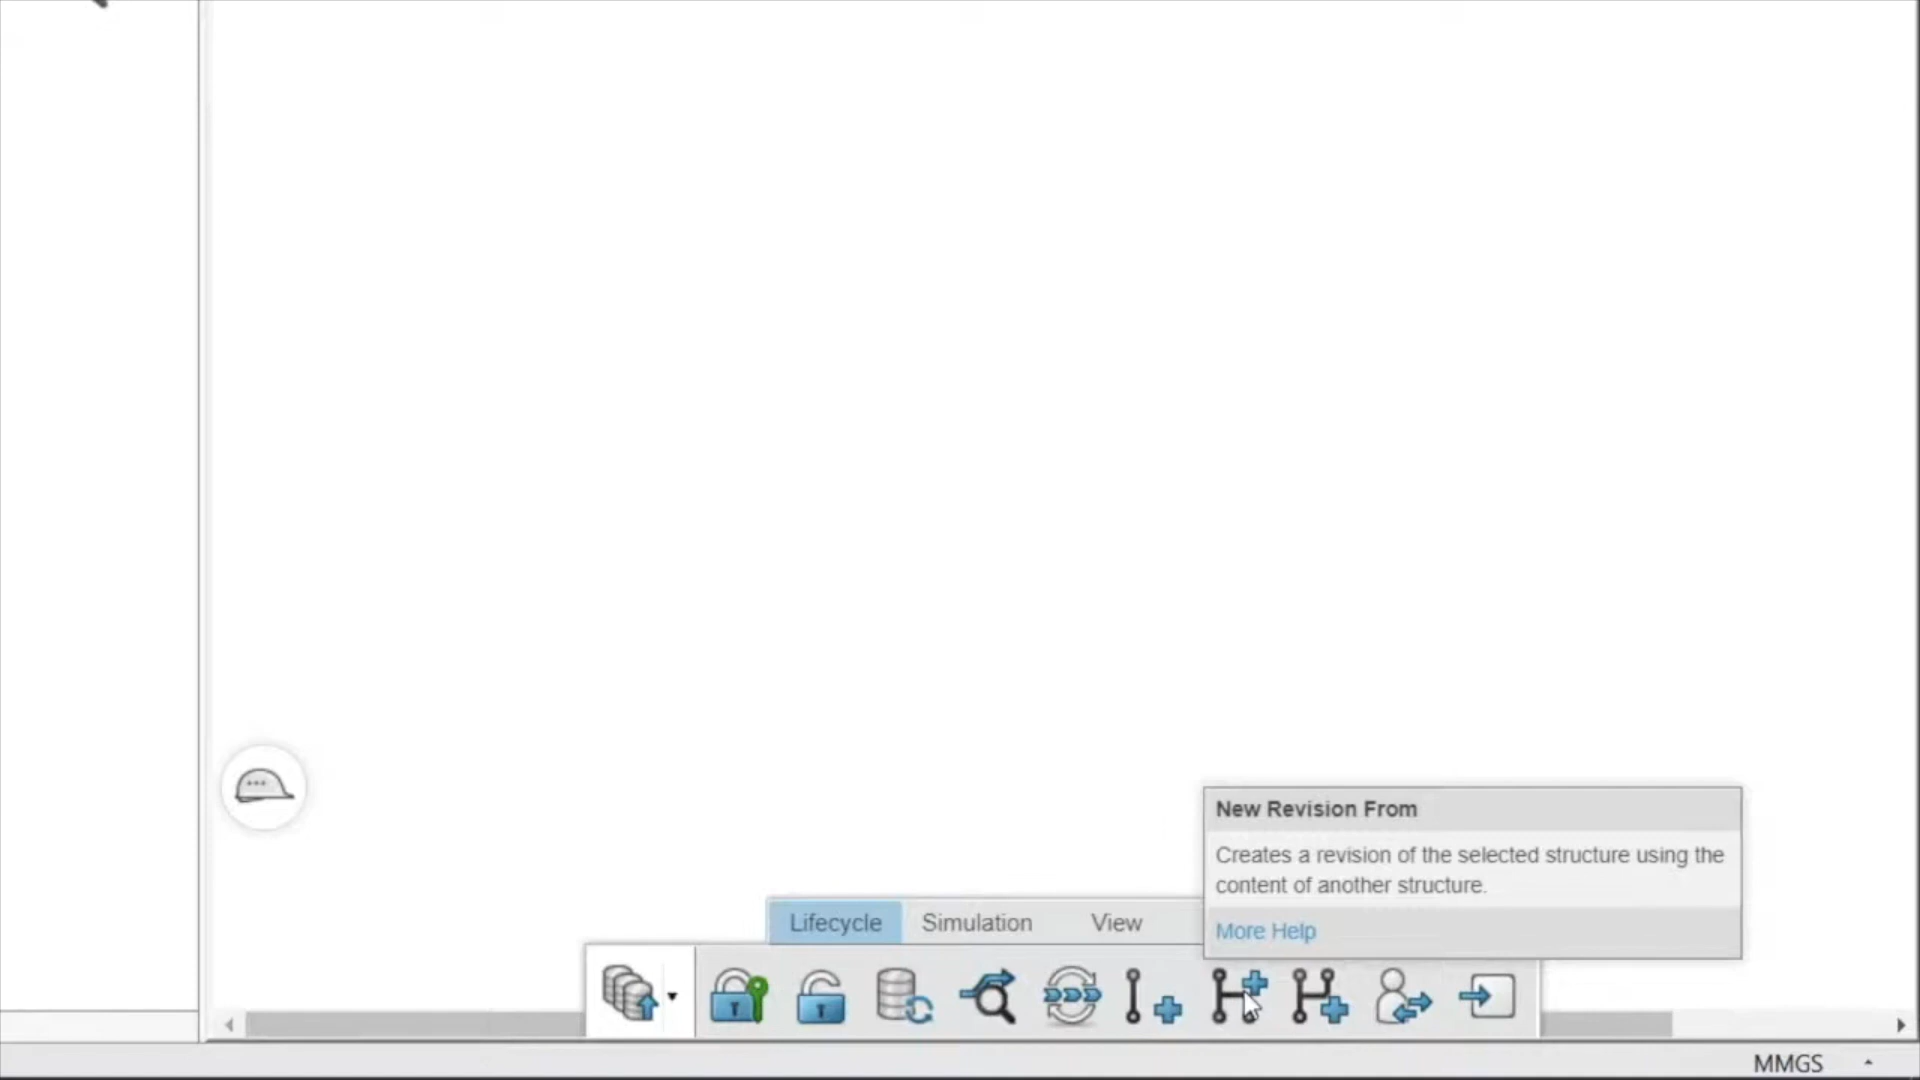 New Revision From
Creates a revision of the selected structure using the
content of another structure.
More Help
Lifecycle Simulation View
MMGS